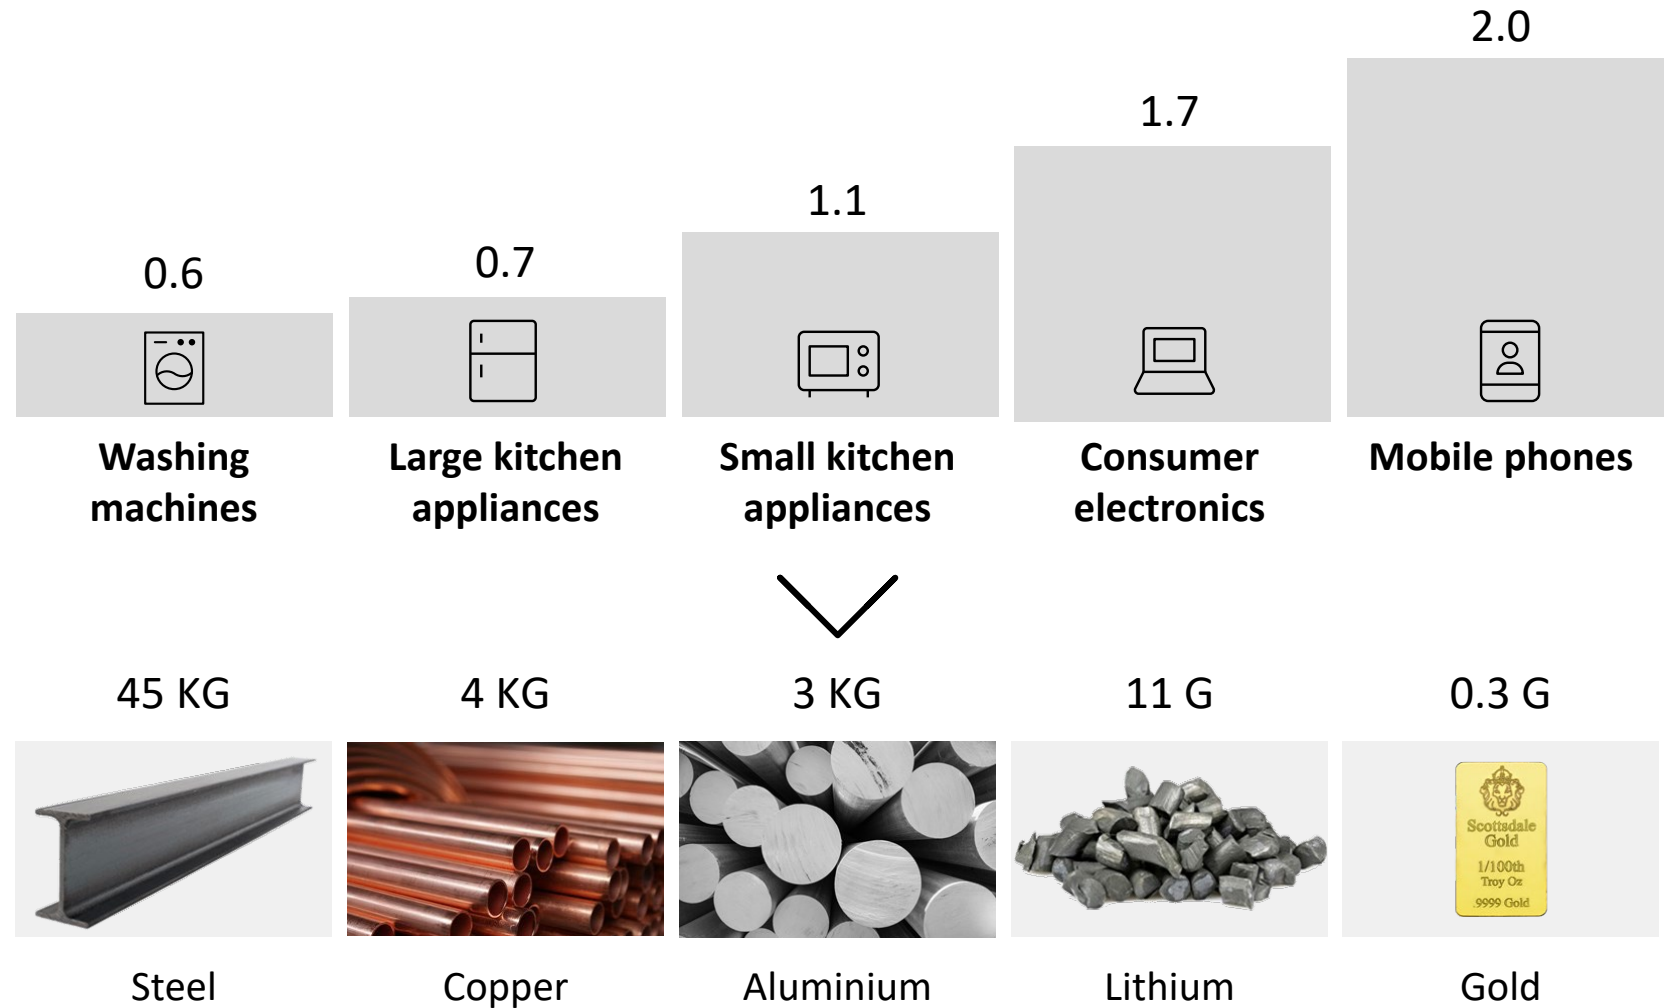 2.0
1.7
1.1
0.7
0.6
Washing
machines
Large kitchen
appliances
Small kitchen
appliances
Consumer
electronics
Mobile phones
45 KG
4 KG
3 KG
11 G
0.3 G
Scottsdale
Gold
1/100th
Troy Oz
.9999 Gold
Steel
Copper
Aluminium
Lithium
Gold